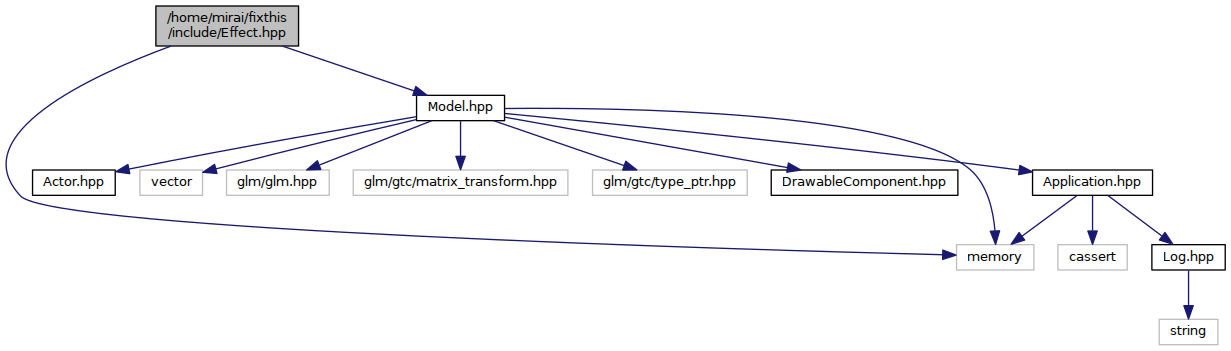 /home/mirai/fixthis
/include/Effect.hpp
Model.hpp
Actor.hpp
vector
glm/glm.hpp
glm/gtc/matrix_transform.hpp
glm/gtc/type_ptr.hpp
DrawableComponent.hpp
Application.hpp
memory
cassert
Log.hpp
string